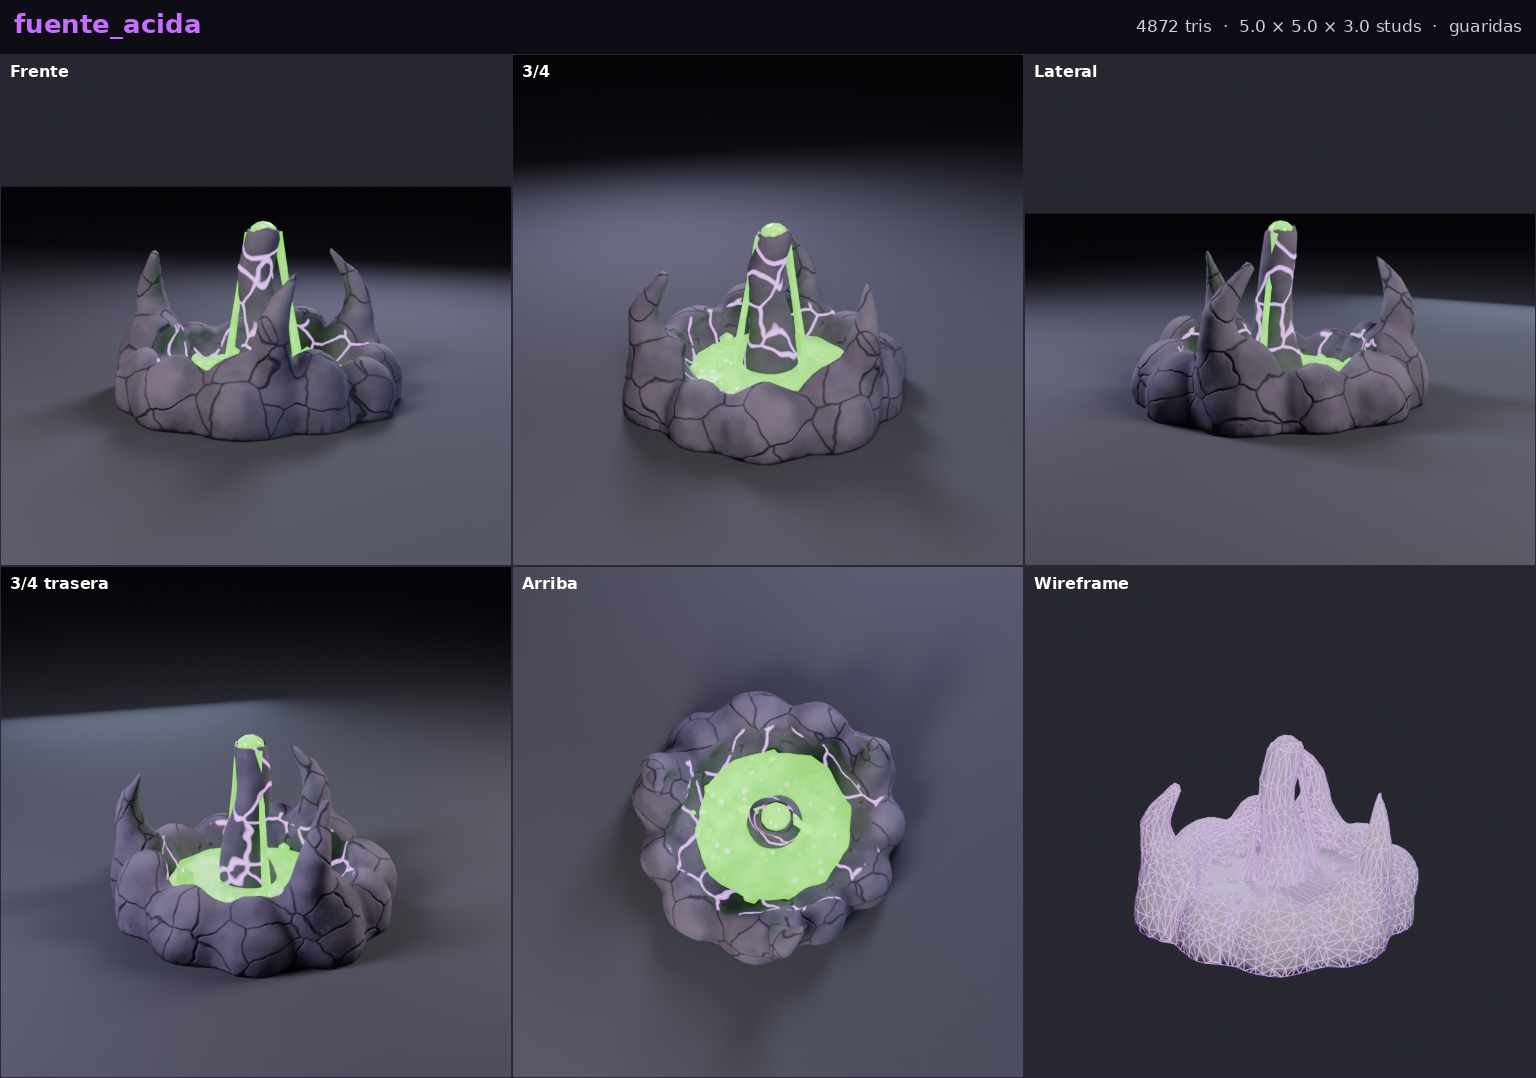 fuente_acida
4872 tris · 5.0 × 5.0 × 3.0 studs · guaridas
Frente
3/4
Lateral
3/4 trasera
Arriba
Wireframe